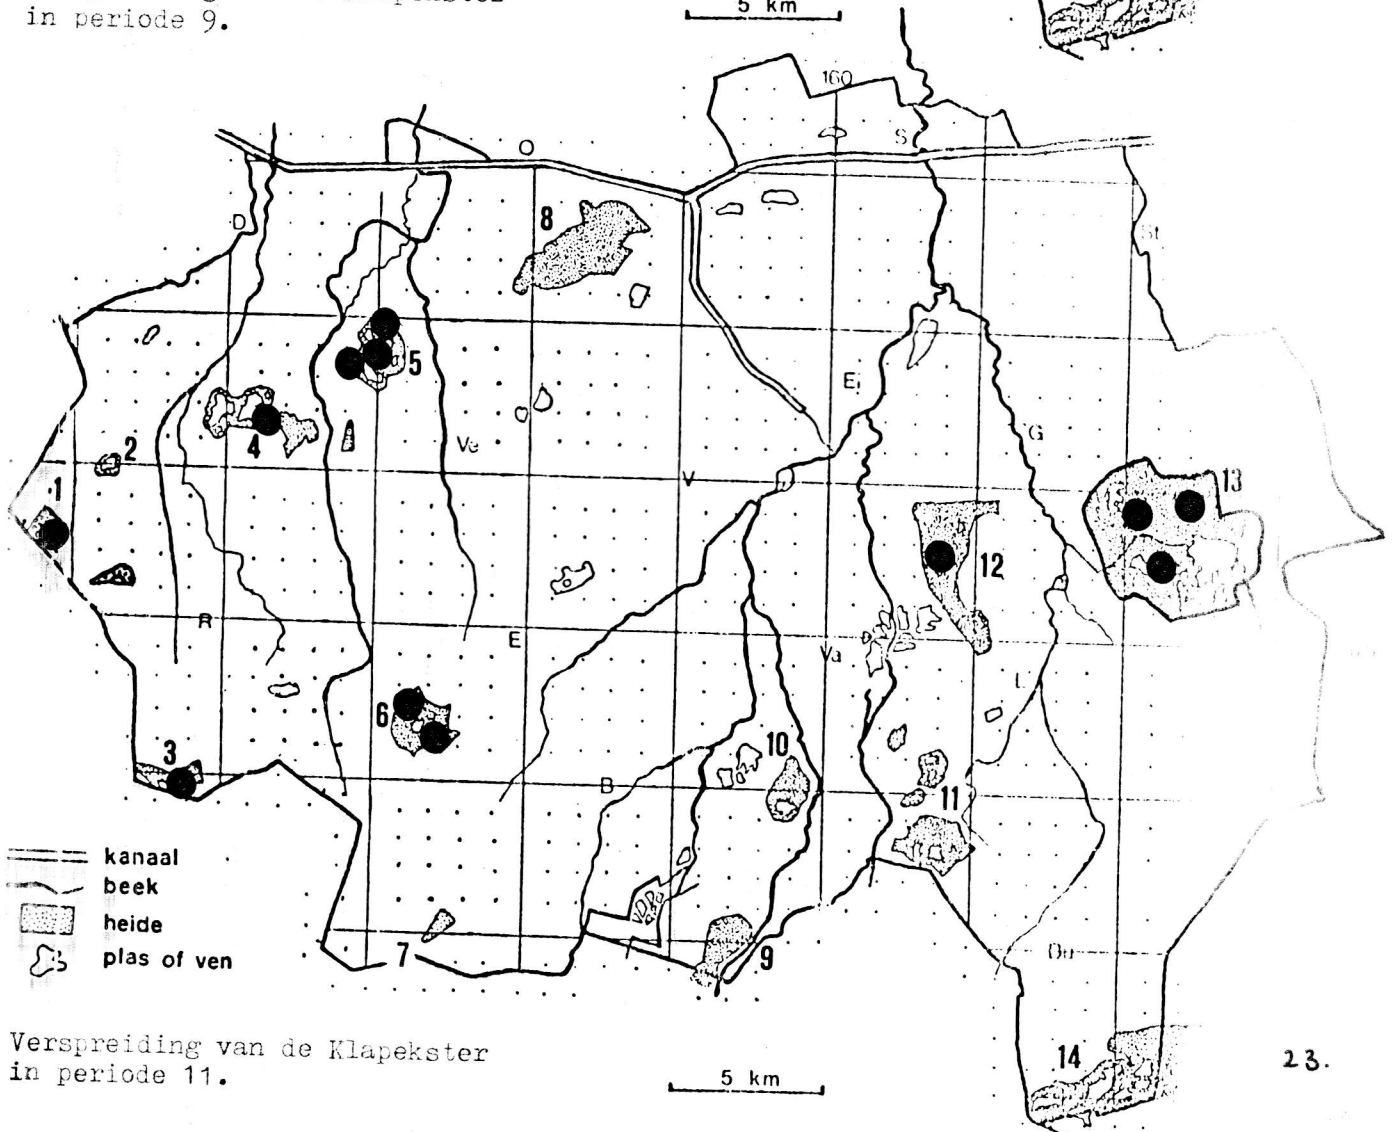 in periode 9.
5 km
160
S
O
D
8
St
5
Ei
4
Ve
G
2
V
13
1
12
R
E
Va
L
6
10
3
B
11
kanaal
beek
heide
plas of ven
7
9
Du
Verspreiding van de Klapekster
in periode 11.
14
5 km
23.